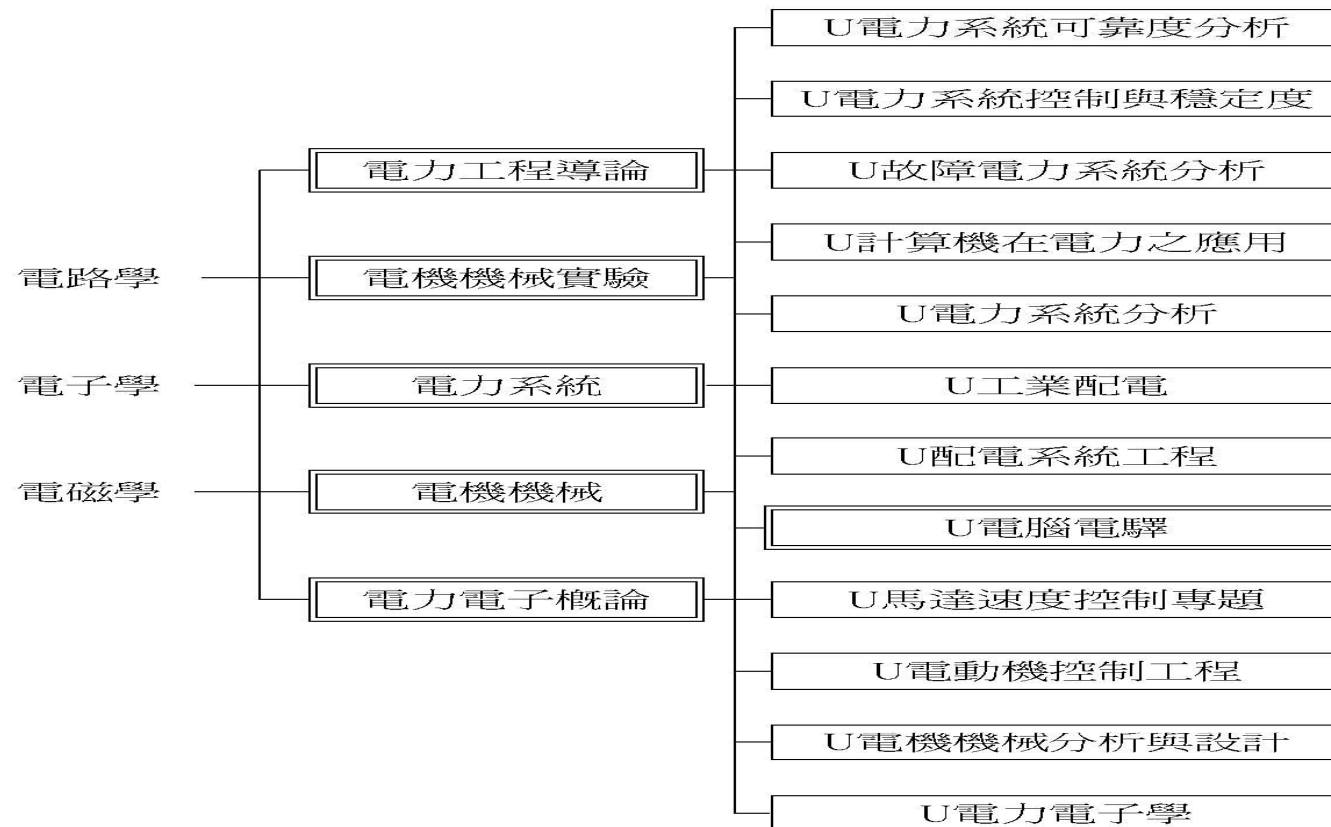 電路學
電子學
電磁學
電力工程導論
電機機械實驗
電力系統
電機機械
電力電子概論
U電力系統可靠度分析
U電力系統控制與穩定度
U故障電力系統分析
U計算機在電力之應用
U電力系統分析
U工業配電
U配電系統工程
U電腦電驛
U馬達速度控制專題
U電動機控制工程
U電機機械分析與設計
U電力電子學